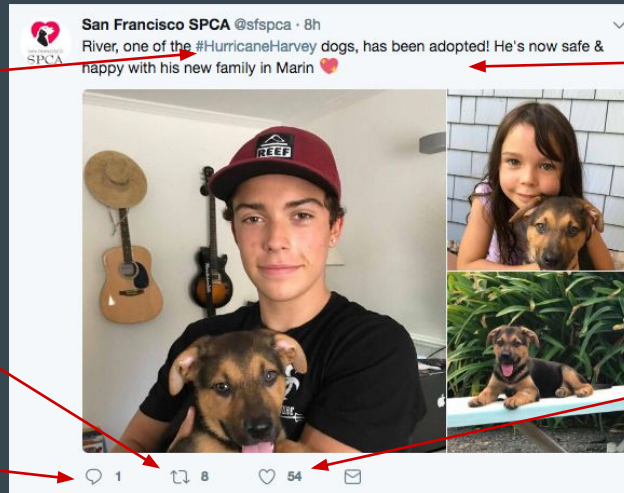 San Francisco SPCA @sfspca · 8h
River, one of the #HurricaneHarvey dogs, has been adopted! He's now safe &
happy with his new family in Marin 💖
SPCA
REEF
1 8 54